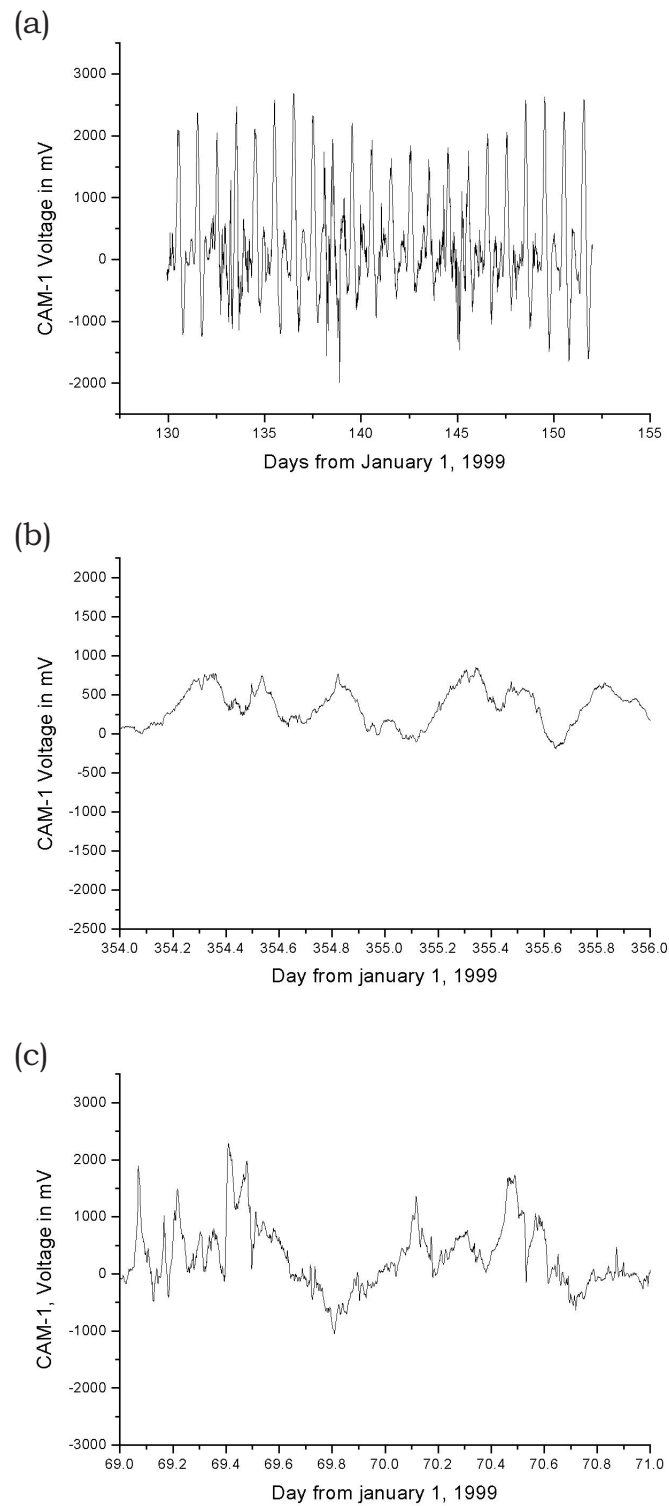 (a)
3000
2000
1000
0
-1000
-2000
CAM-1 Voltage in mV
130 135 140 145 150 155
Days from January 1, 1999
(b)
2000
1500
1000
500
0
-500
-1000
-1500
-2000
-2500
CAM-1 Voltage in mV
354.0 354.2 354.4 354.6 354.8 355.0 355.2 355.4 355.6 355.8 356.0
Day from january 1, 1999
(c)
3000
2000
1000
0
-1000
-2000
-3000
CAM-1, Voltage in mV
69.0 69.2 69.4 69.6 69.8 70.0 70.2 70.4 70.6 70.8 71.0
Day from january 1, 1999